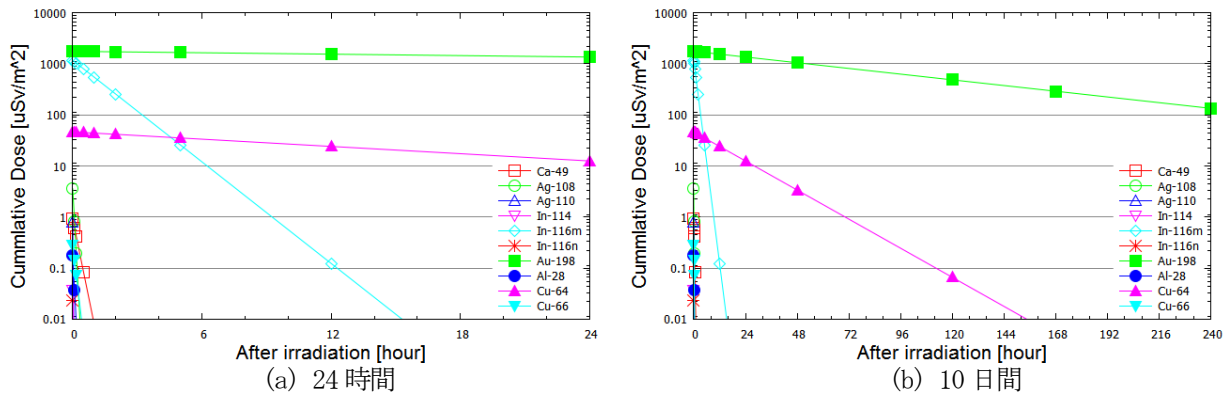 10000
1000
100
10
1
0.1
0.01
Cummlative Dose [uSv/m^2]
0 6 12 18 24
After irradiation [hour]
Ca-49
Ag-108
Ag-110
In-114
In-116m
In-116n
Au-198
Al-28
Cu-64
Cu-66
(a) 24 時間
10000
1000
100
10
1
0.1
0.01
Cummlative Dose [uSv/m^2]
0 24 48 72 96 120 144 168 192 216 240
After irradiation [hour]
Ca-49
Ag-108
Ag-110
In-114
In-116m
In-116n
Au-198
Al-28
Cu-64
Cu-66
(b) 10 日間